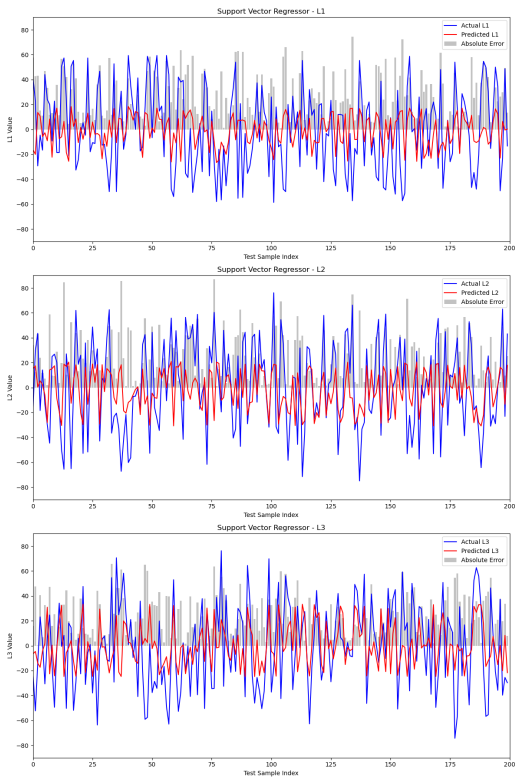 Support Vector Regressor - L1
Actual L1
Predicted L1
Absolute Error
80
60
40
20
0
−20
−40
−60
−80
L1 Value
0 25 50 75 100 125 150 175 200
Test Sample Index
Support Vector Regressor - L2
Actual L2
Predicted L2
Absolute Error
80
60
40
20
0
−20
−40
−60
−80
L2 Value
0 25 50 75 100 125 150 175 200
Test Sample Index
Support Vector Regressor - L3
Actual L3
Predicted L3
Absolute Error
80
60
40
20
0
−20
−40
−60
−80
L3 Value
0 25 50 75 100 125 150 175 200
Test Sample Index